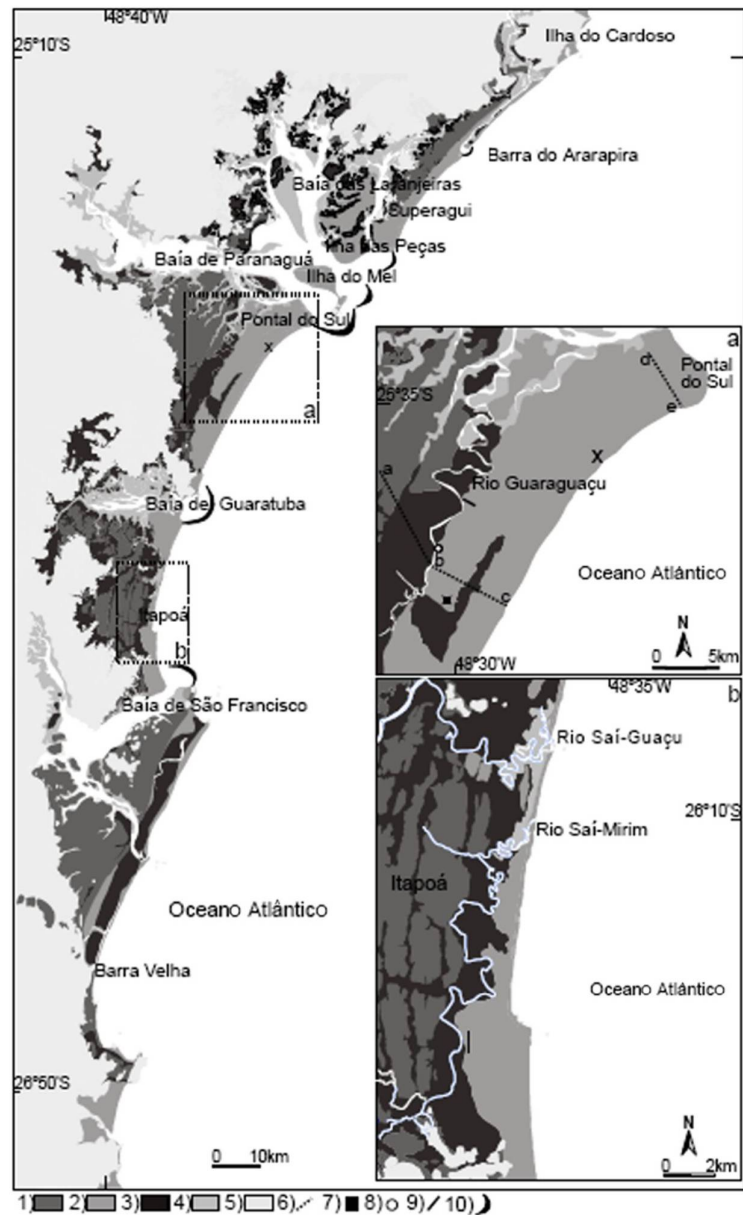 48°40'W
25°10'S
Ilha do Cardoso
Barra do Ararapira
Baía das Laranjeiras
Superagui
Ilha das Peças
Baía de Paranaguá
Ilha do Mel
Pontal do Sul
x
a
Baía de Guaratuba
Itapoá
b
Baía de São Francisco
Oceano Atlântico
Barra Velha
26°50'S
10km
0
a
d
Pontal do Sul
25°35'S
e
a
X
Rio Guaraguaçu
b
c
Oceano Atlântico
N
48°30'W
0 5km
48°35'W
b
Rio Saí-Guaçu
26°10'S
Rio Saí-Mirim
Itapoá
Oceano Atlântico
N
0 2km
1) 2) 3) 4) 5) 6) 7) 8) 9) 10)